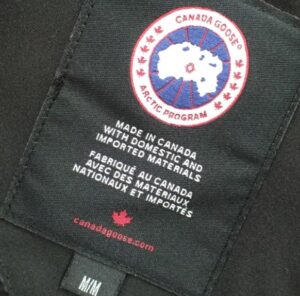 CANADA GOOSE®
ARCTIC PROGRAM
MADE IN CANADA
WITH DOMESTIC AND
IMPORTED MATERIALS
FABRIQUÉ AU CANADA
AVEC DES MATERIAUX
NATIONAUX ET IMPORTÉS
canadagoose.com
M/M